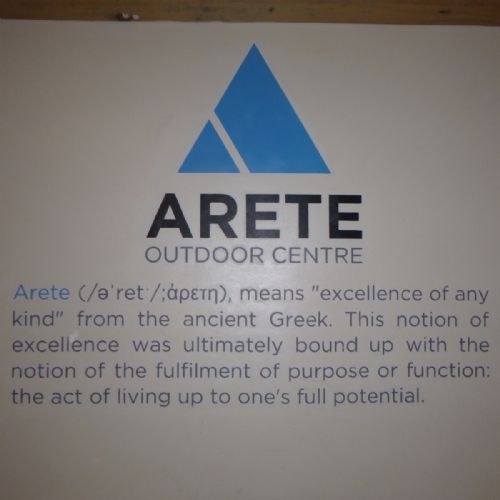 ARETE
OUTDOOR CENTRE
Arete (/ə'ret'/;ἀρετη), means "excellence of any
kind" from the ancient Greek. This notion of
excellence was ultimately bound up with the
notion of the fulfilment of purpose or function:
the act of living up to one's full potential.